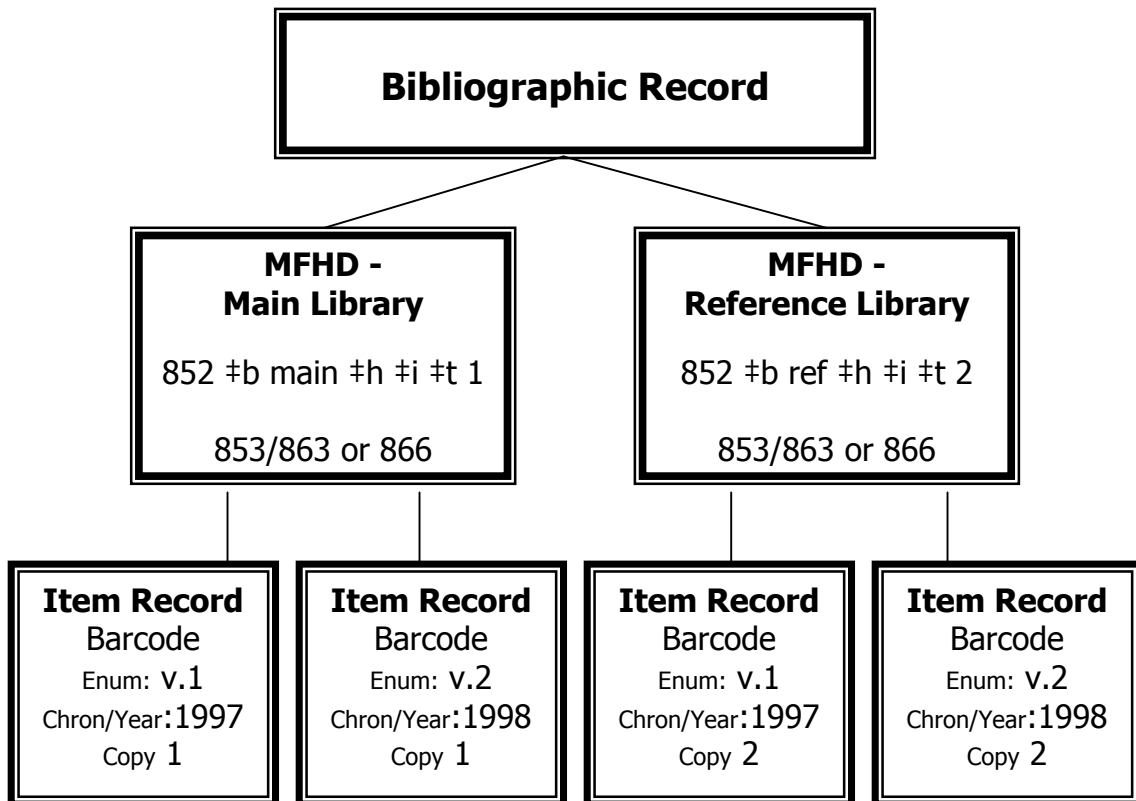 Bibliographic Record
MFHD -
Main Library
852 ‡b main ‡h ‡i ‡t 1
853/863 or 866
MFHD -
Reference Library
852 ‡b ref ‡h ‡i ‡t 2
853/863 or 866
Item Record
Barcode
Enum: v.1
Chron/Year:1997
Copy 1
Item Record
Barcode
Enum: v.2
Chron/Year:1998
Copy 1
Item Record
Barcode
Enum: v.1
Chron/Year:1997
Copy 2
Item Record
Barcode
Enum: v.2
Chron/Year:1998
Copy 2